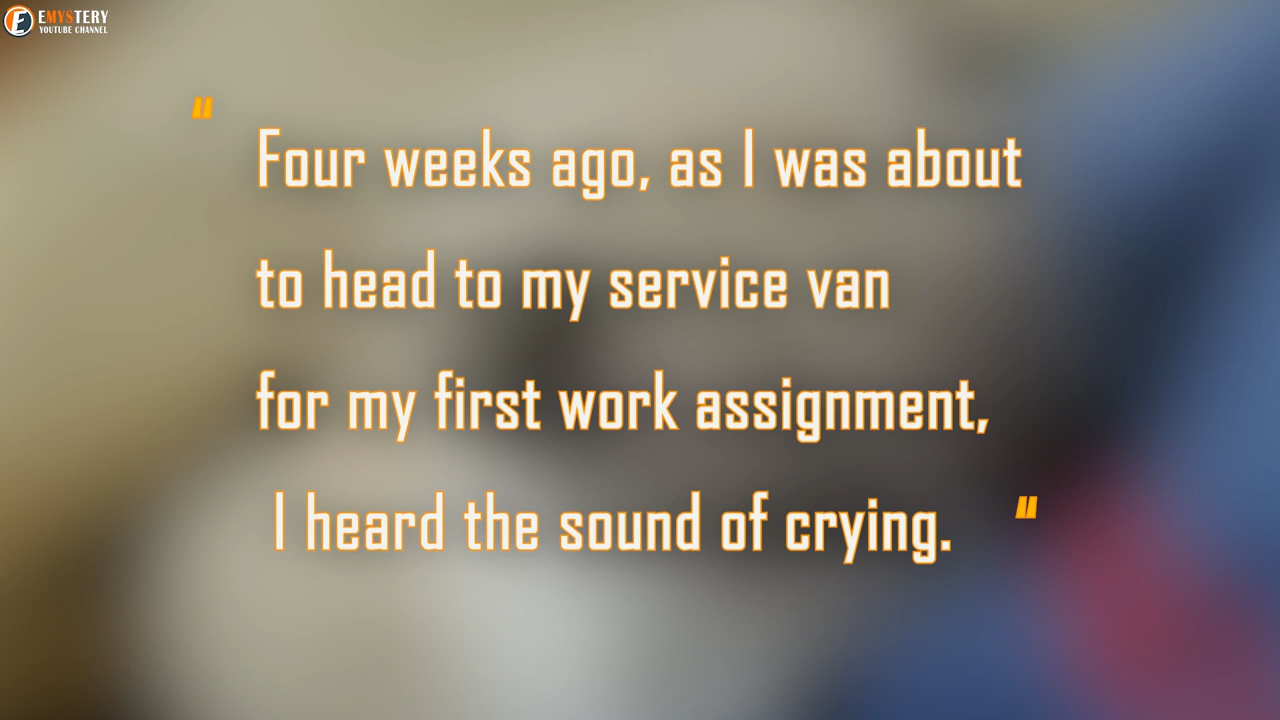 EMYSTERY
YOUTUBE CHANNEL
"Four weeks ago, as I was about
to head to my service van
for my first work assignment,
I heard the sound of crying."